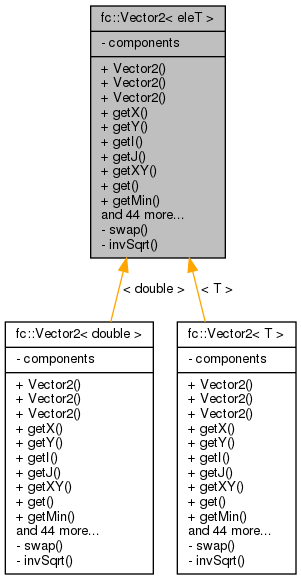 fc::Vector2< eleT >
- components
+ Vector2()
+ Vector2()
+ Vector2()
+ getX()
+ getY()
+ getI()
+ getJ()
+ getXY()
+ get()
+ getMin()
and 44 more...
- swap()
- invSqrt()
< double >
< T >
fc::Vector2< double >
- components
+ Vector2()
+ Vector2()
+ Vector2()
+ getX()
+ getY()
+ getI()
+ getJ()
+ getXY()
+ get()
+ getMin()
and 44 more...
- swap()
- invSqrt()
fc::Vector2< T >
- components
+ Vector2()
+ Vector2()
+ Vector2()
+ getX()
+ getY()
+ getI()
+ getJ()
+ getXY()
+ get()
+ getMin()
and 44 more...
- swap()
- invSqrt()